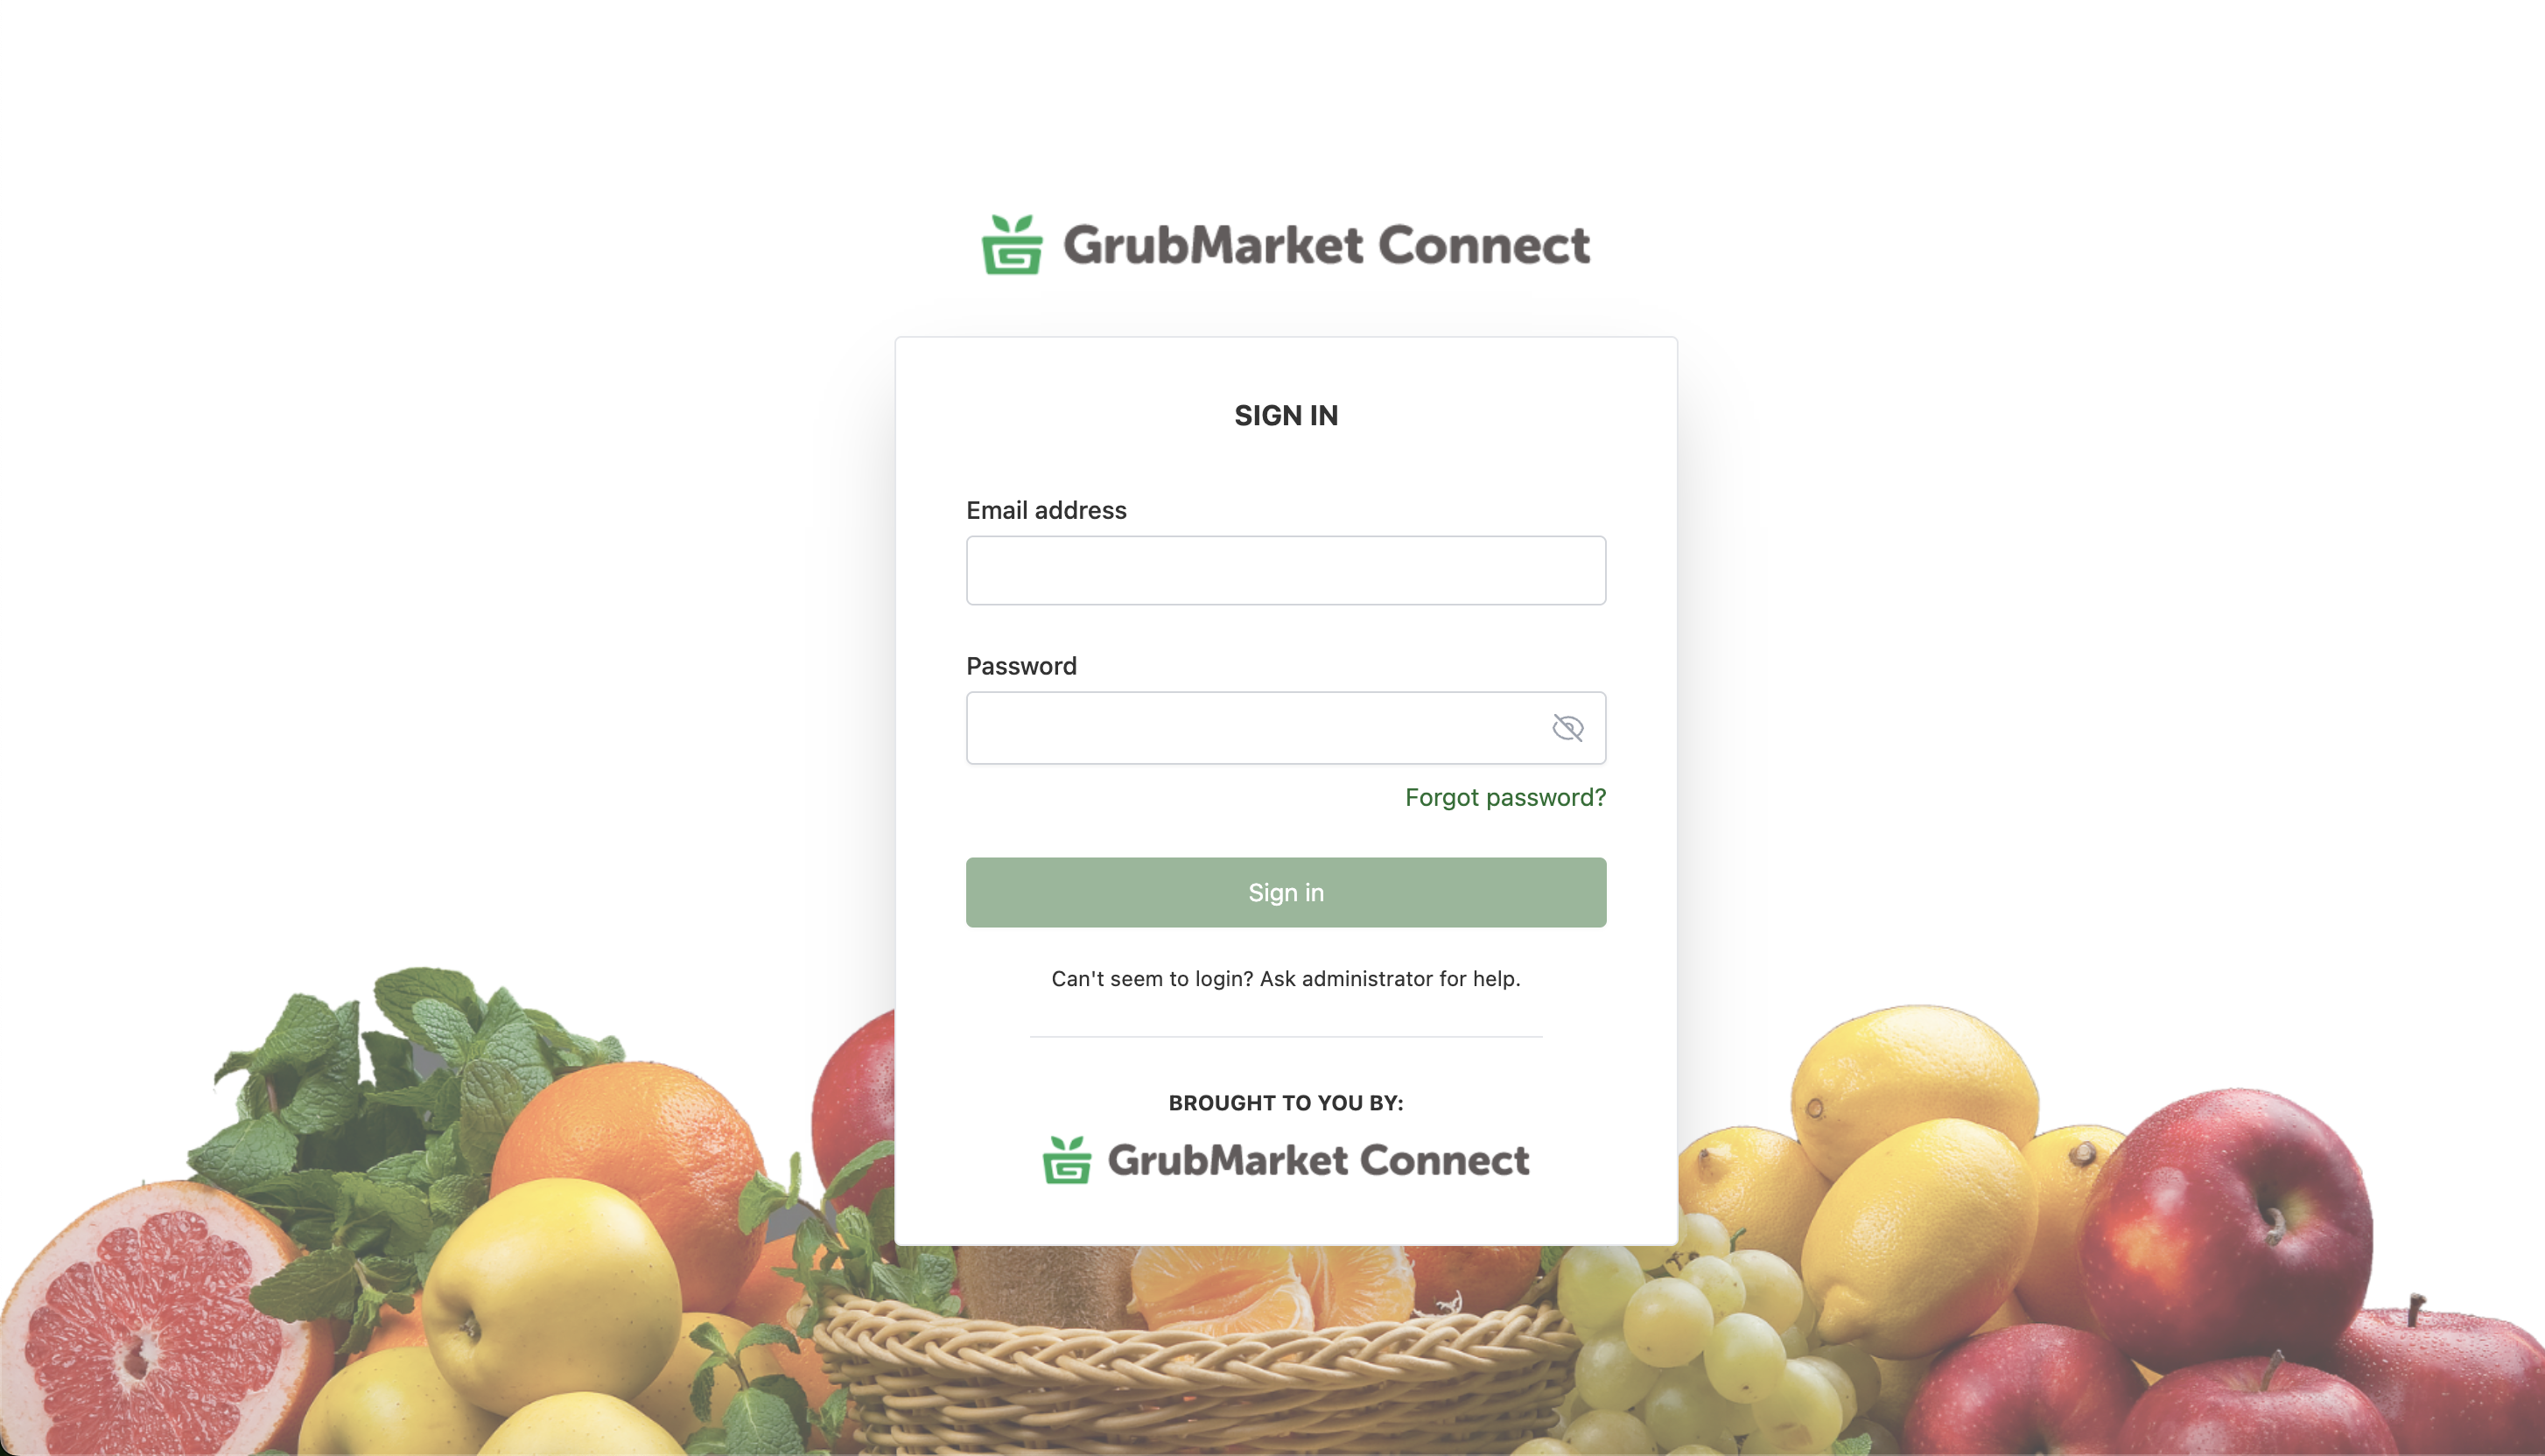 GrubMarket Connect
SIGN IN
Email address
Password
Forgot password?
Sign in
Can't seem to login? Ask administrator for help.
BROUGHT TO YOU BY:
GrubMarket Connect